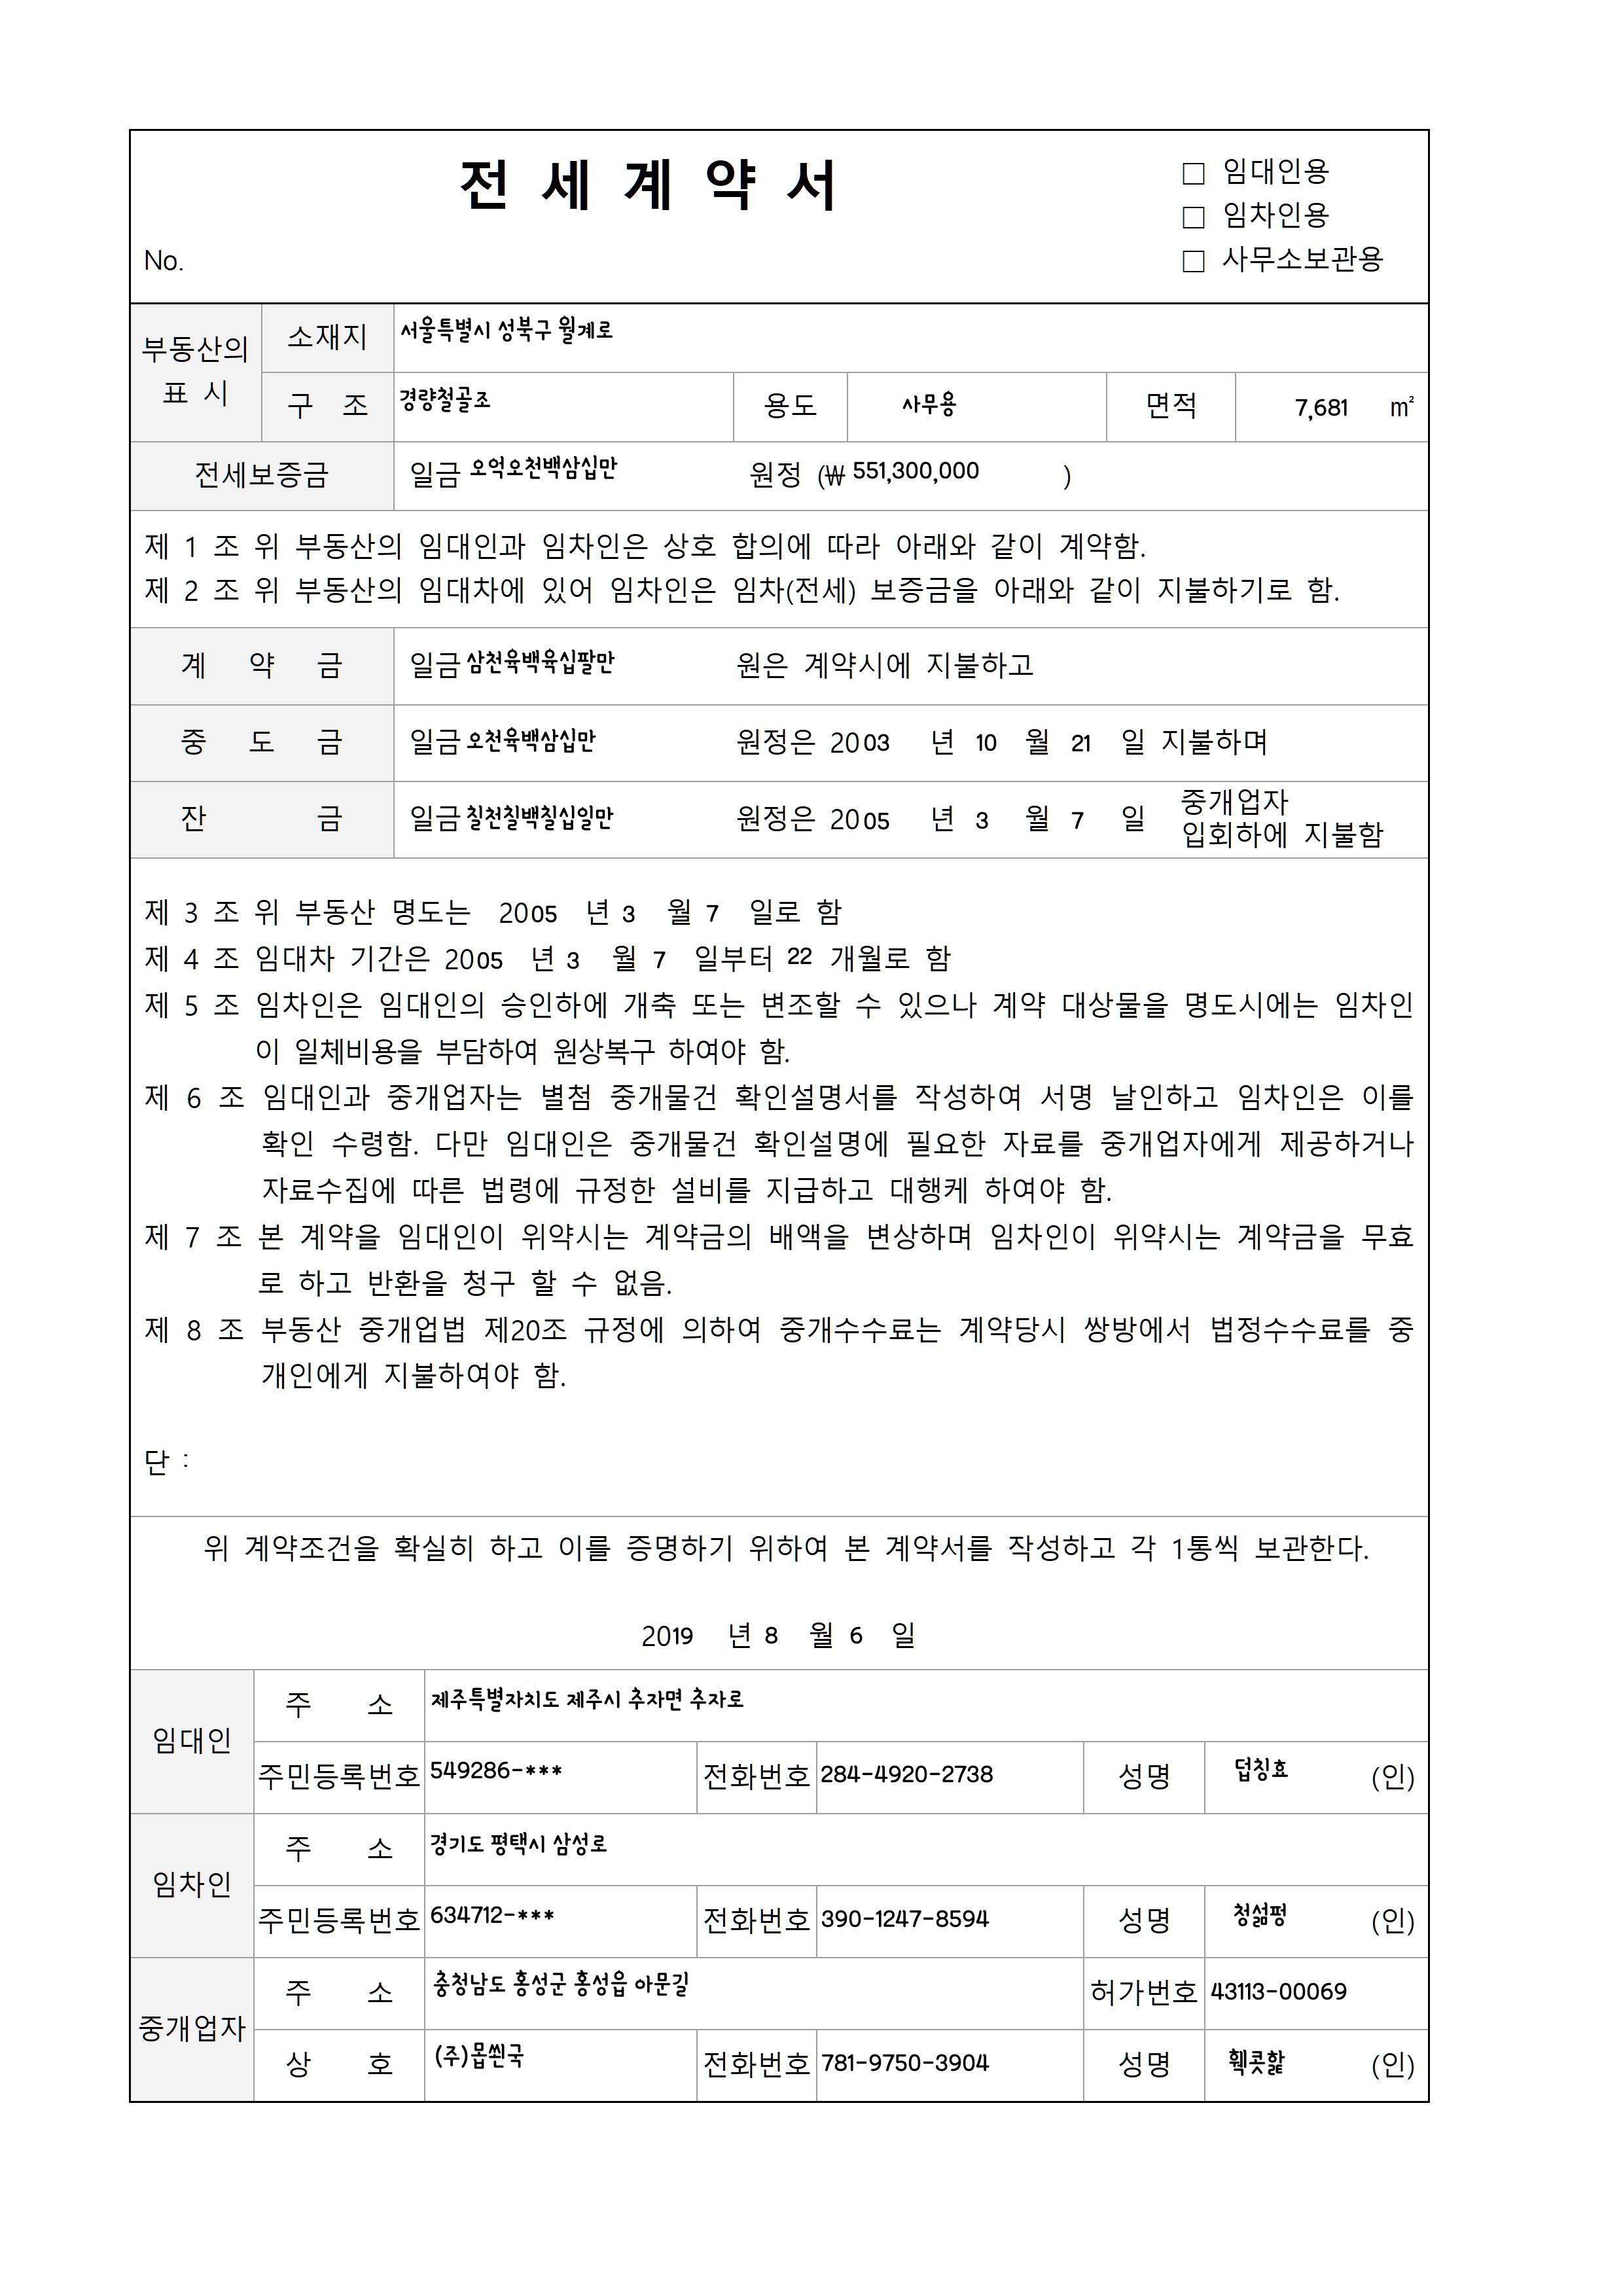 전 세 계 약 서
□ 임대인용
□ 임차인용
□ 사무소보관용
No.
부동산의 표 시
소재지 서울특별시 성북구 월계로
구 조 경량철골조 용도 사무용 면적 7,681 ㎡
전세보증금 일금 오억오천백삼십만 원정 (₩ 551,300,000 )
제 1 조 위 부동산의 임대인과 임차인은 상호 합의에 따라 아래와 같이 계약함.
제 2 조 위 부동산의 임대차에 있어 임차인은 임차(전세) 보증금을 아래와 같이 지불하기로 함.
계 약 금 일금 삼천육백육십팔만 원은 계약시에 지불하고
중 도 금 일금 오천육백삼십만 원정은 2003 년 10 월 21 일 지불하며
잔 금 일금 칠천칠백칠십일만 원정은 2005 년 3 월 7 일 중개업자
입회하에 지불함
제 3 조 위 부동산 명도는 2005 년 3 월 7 일로 함
제 4 조 임대차 기간은 2005 년 3 월 7 일부터 22 개월로 함
제 5 조 임차인은 임대인의 승인하에 개축 또는 변조할 수 있으나 계약 대상물을 명도시에는 임차인
이 일체비용을 부담하여 원상복구 하여야 함.
제 6 조 임대인과 중개업자는 별첨 중개물건 확인설명서를 작성하여 서명 날인하고 임차인은 이를
확인 수령함. 다만 임대인은 중개물건 확인설명에 필요한 자료를 중개업자에게 제공하거나
자료수집에 따른 법령에 규정한 설비를 지급하고 대행케 하여야 함.
제 7 조 본 계약을 임대인이 위약시는 계약금의 배액을 변상하며 임차인이 위약시는 계약금을 무효
로 하고 반환을 청구 할 수 없음.
제 8 조 부동산 중개업법 제20조 규정에 의하여 중개수수료는 계약당시 쌍방에서 법정수수료를 중
개인에게 지불하여야 함.
단 :
위 계약조건을 확실히 하고 이를 증명하기 위하여 본 계약서를 작성하고 각 1통씩 보관한다.
2019 년 8 월 6 일
임대인
주 소 제주특별자치도 제주시 추자면 추자로
주민등록번호 549286-*** 전화번호 284-4920-2738 성명 덥칭효 (인)
임차인
주 소 경기도 평택시 삼성로
주민등록번호 634712-*** 전화번호 390-1247-8594 성명 (인)
중개업자
주 소 충청남도 홍성군 홍성읍 아문길 허가번호 43113-00069
상 호 전화번호 781-9750-3904 성명 (인)